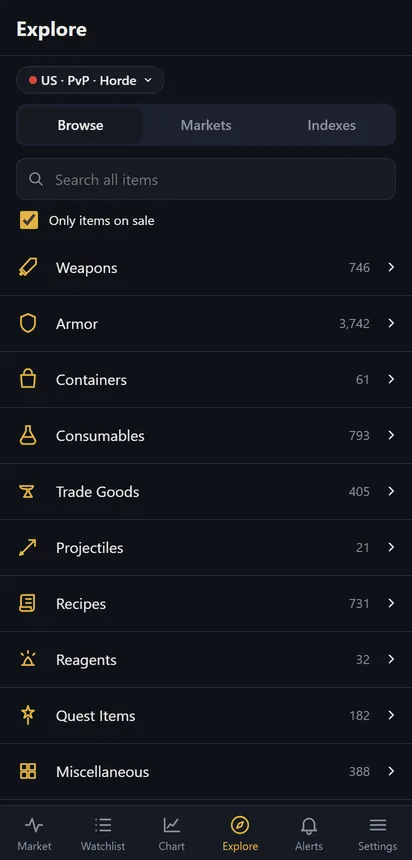 Explore
US · PvP · Horde
Browse Markets Indexes
Search all items
Only items on sale
Weapons 746
Armor 3,742
Containers 61
Consumables 793
Trade Goods 405
Projectiles 21
Recipes 731
Reagents 32
Quest Items 182
Miscellaneous 388
Market Watchlist Chart Explore Alerts Settings